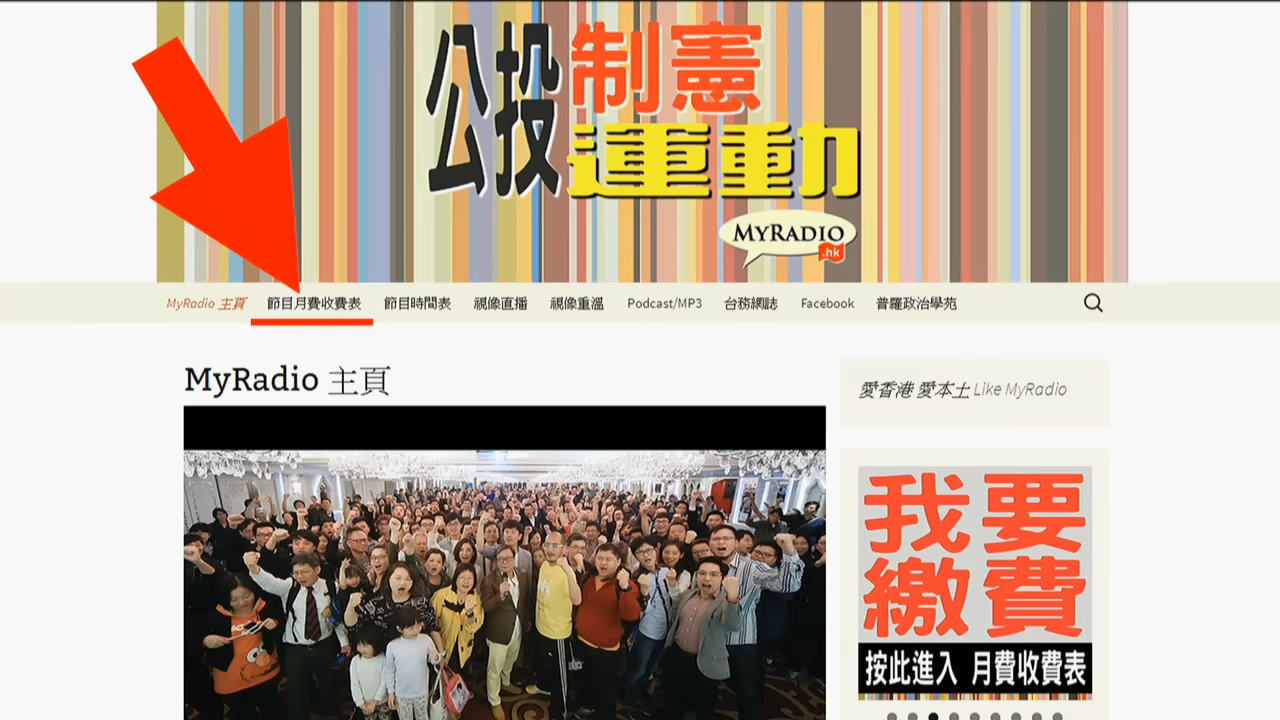 公投制憲
運動
MYRADIO
.hk
MyRadio 主頁 節目月費收費表 節目時間表 視像直播 視像重溫 Podcast/MP3 台務網誌 Facebook 普羅政治學苑
MyRadio 主頁
愛香港 愛本土 Like MyRadio
我要
繳費
按此進入 月費收費表